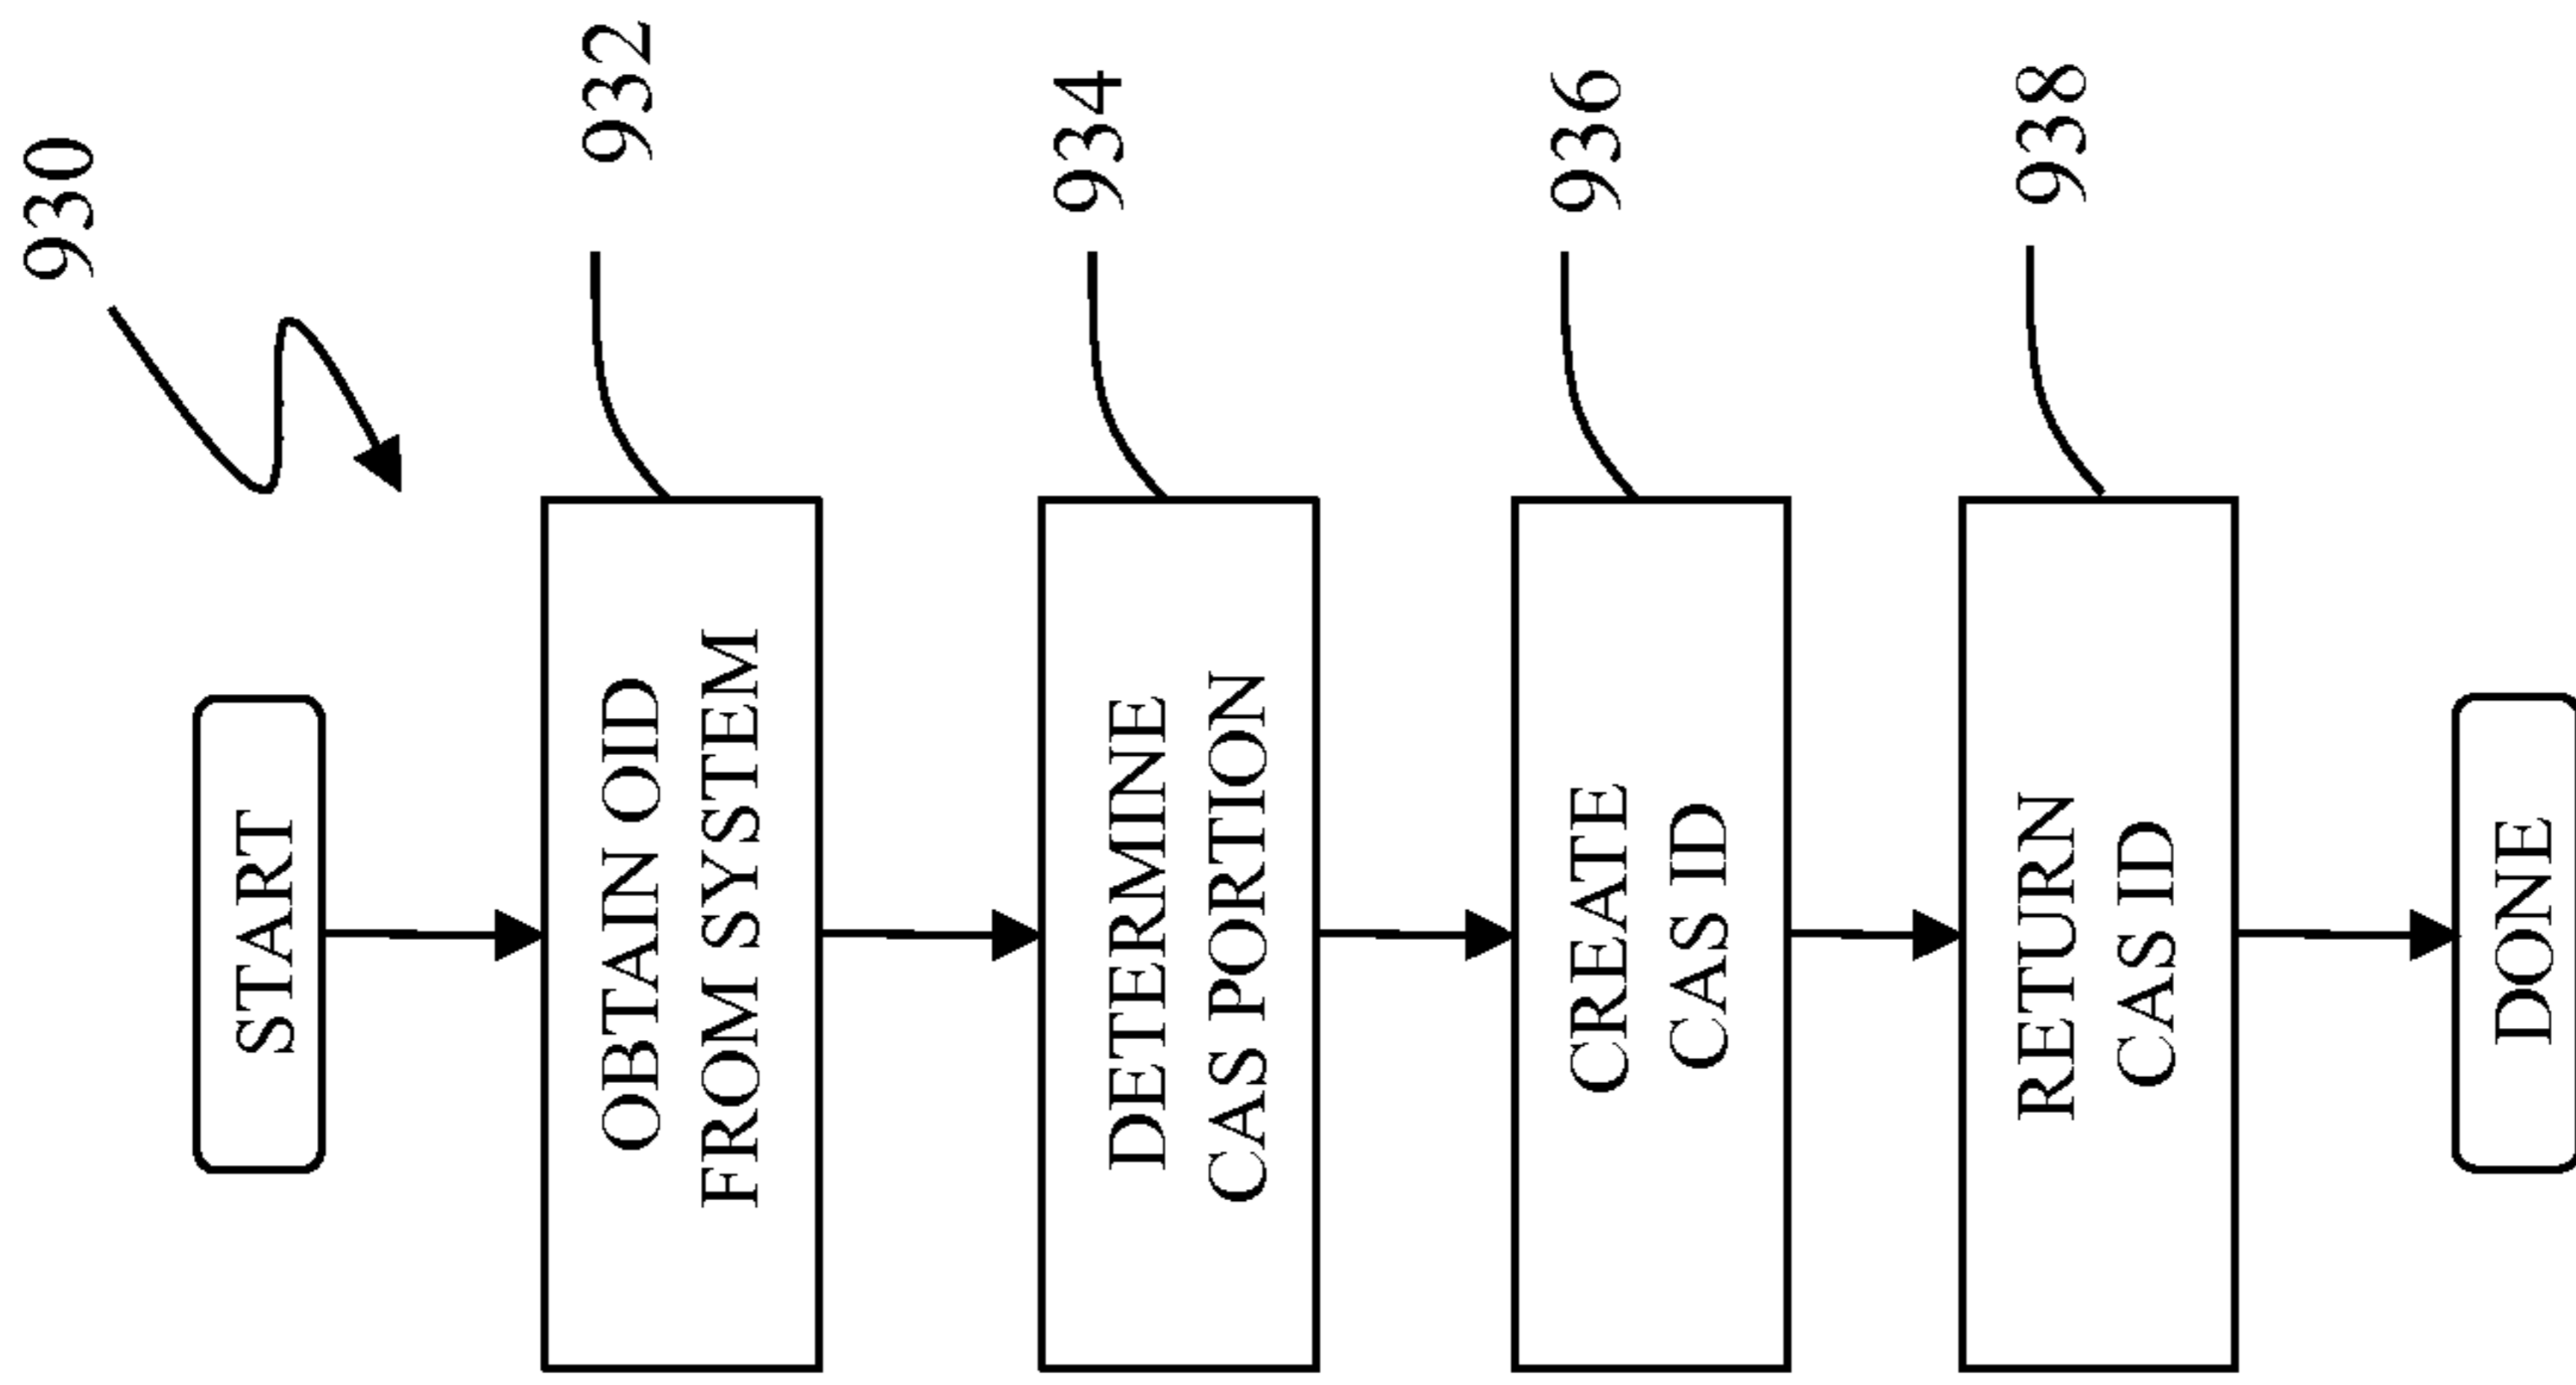 930
START
OBTAIN OID
FROM SYSTEM
932
DETERMINE
CAS PORTION
934
CREATE
CAS ID
936
RETURN
CAS ID
938
DONE